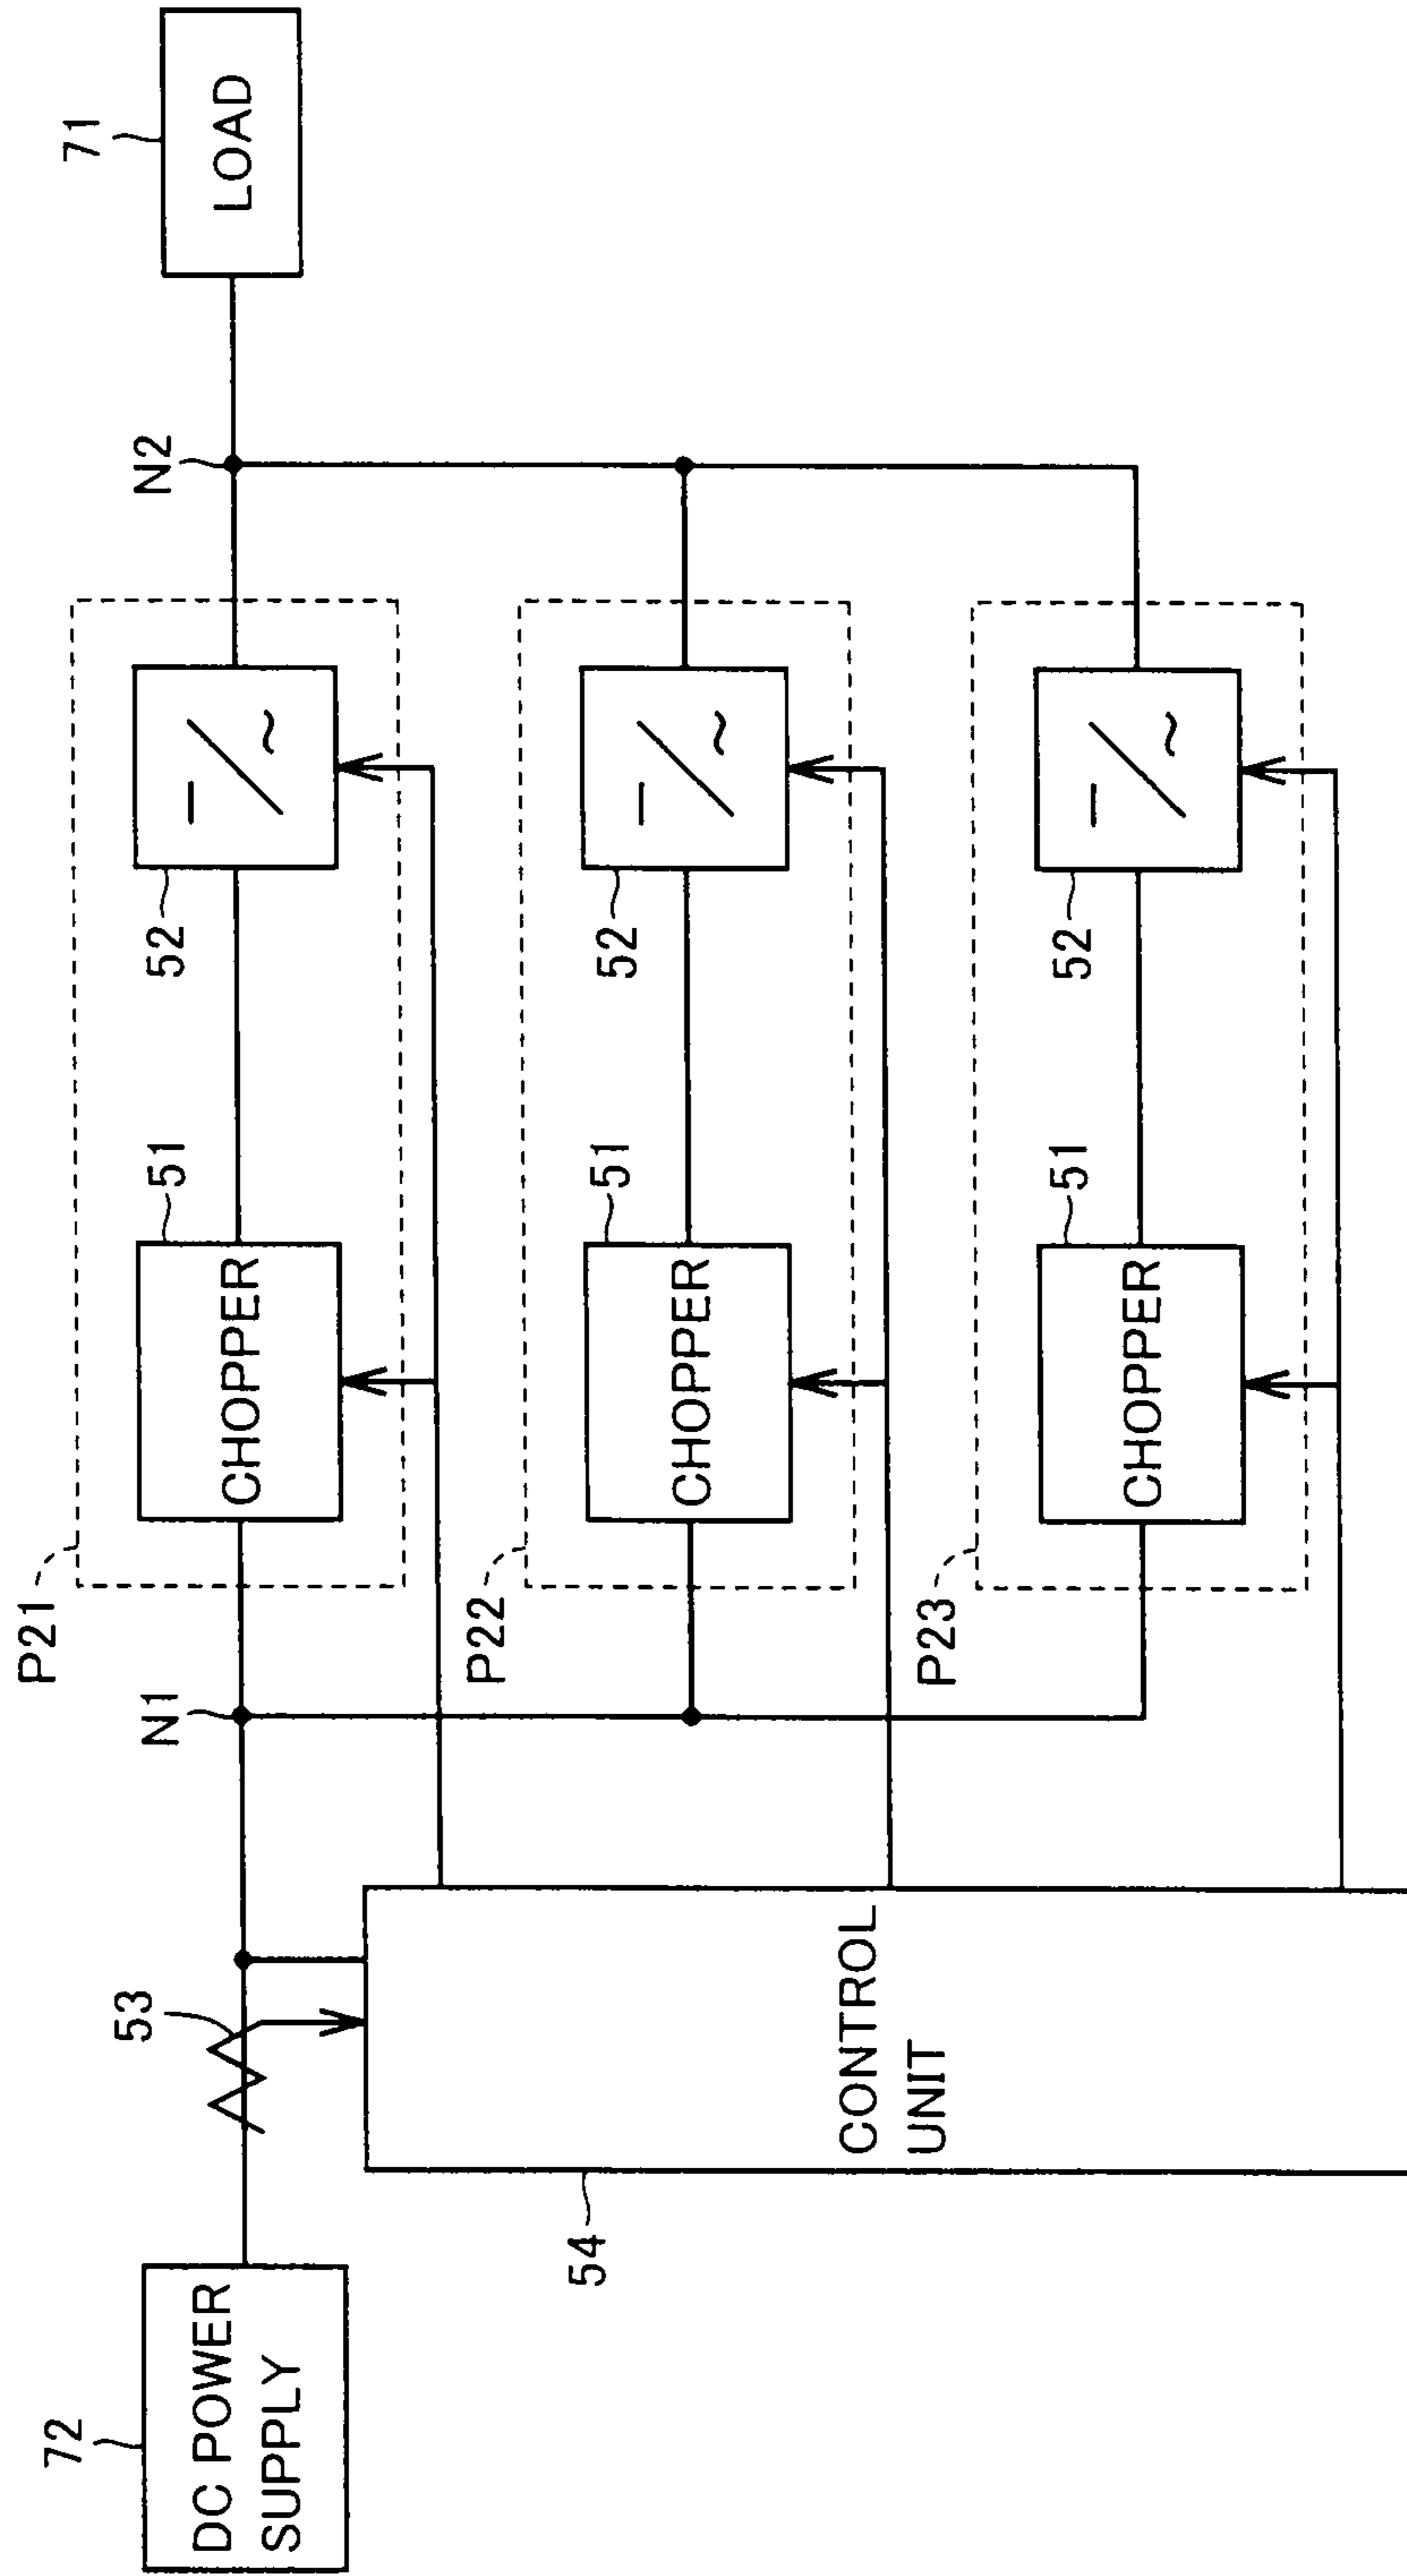 P21
51
52
N1
N2
71
72
53
DC POWER
SUPPLY
CHOPPER
– / ~
LOAD
P22
51
52
CHOPPER
– / ~
54
CONTROL
UNIT
P23
51
52
CHOPPER
– / ~